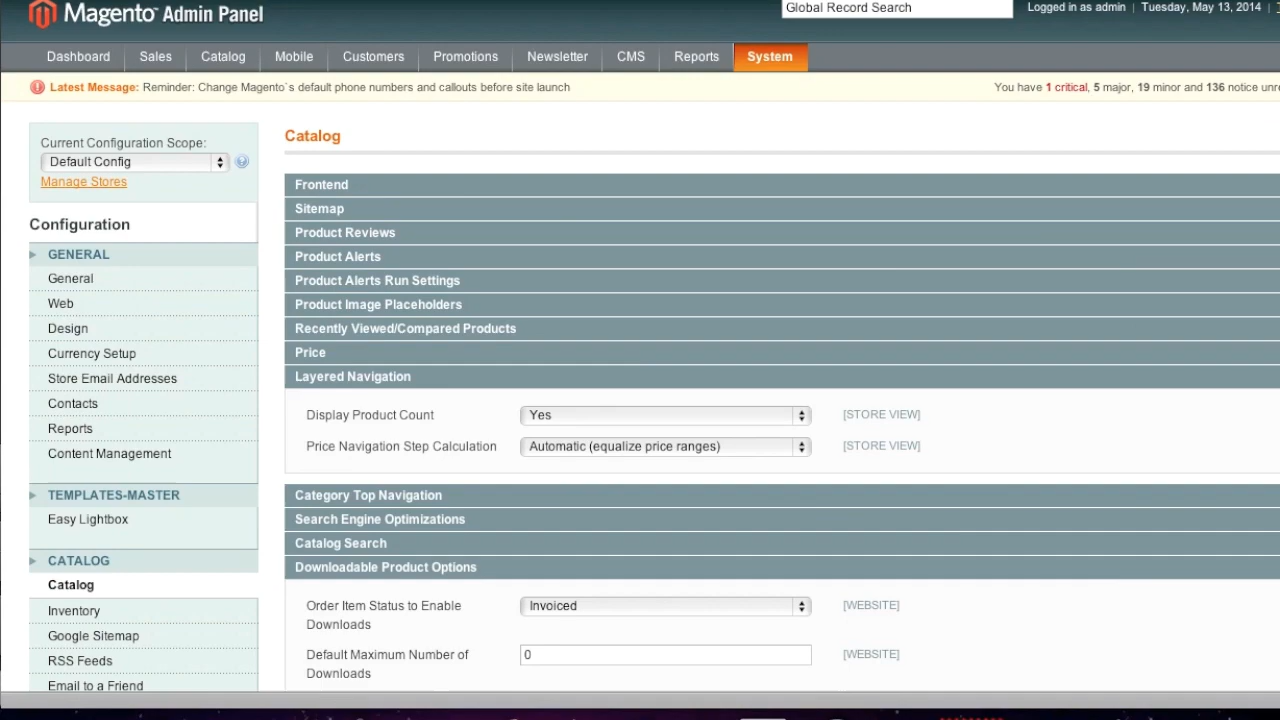 Magento Admin Panel
Global Record Search
Logged in as admin | Tuesday, May 13, 2014 |
Dashboard Sales Catalog Mobile Customers Promotions Newsletter CMS Reports System
Latest Message: Reminder: Change Magento`s default phone numbers and callouts before site launch
You have 1 critical, 5 major, 19 minor and 136 notice unre
Current Configuration Scope:
Default Config
Manage Stores
Configuration
GENERAL
General
Web
Design
Currency Setup
Store Email Addresses
Contacts
Reports
Content Management
TEMPLATES-MASTER
Easy Lightbox
CATALOG
Catalog
Inventory
Google Sitemap
RSS Feeds
Email to a Friend
Catalog
Frontend
Sitemap
Product Reviews
Product Alerts
Product Alerts Run Settings
Product Image Placeholders
Recently Viewed/Compared Products
Price
Layered Navigation
Display Product Count Yes [STORE VIEW]
Price Navigation Step Calculation Automatic (equalize price ranges) [STORE VIEW]
Category Top Navigation
Search Engine Optimizations
Catalog Search
Downloadable Product Options
Order Item Status to Enable Invoiced [WEBSITE]
Downloads
Default Maximum Number of 0 [WEBSITE]
Downloads